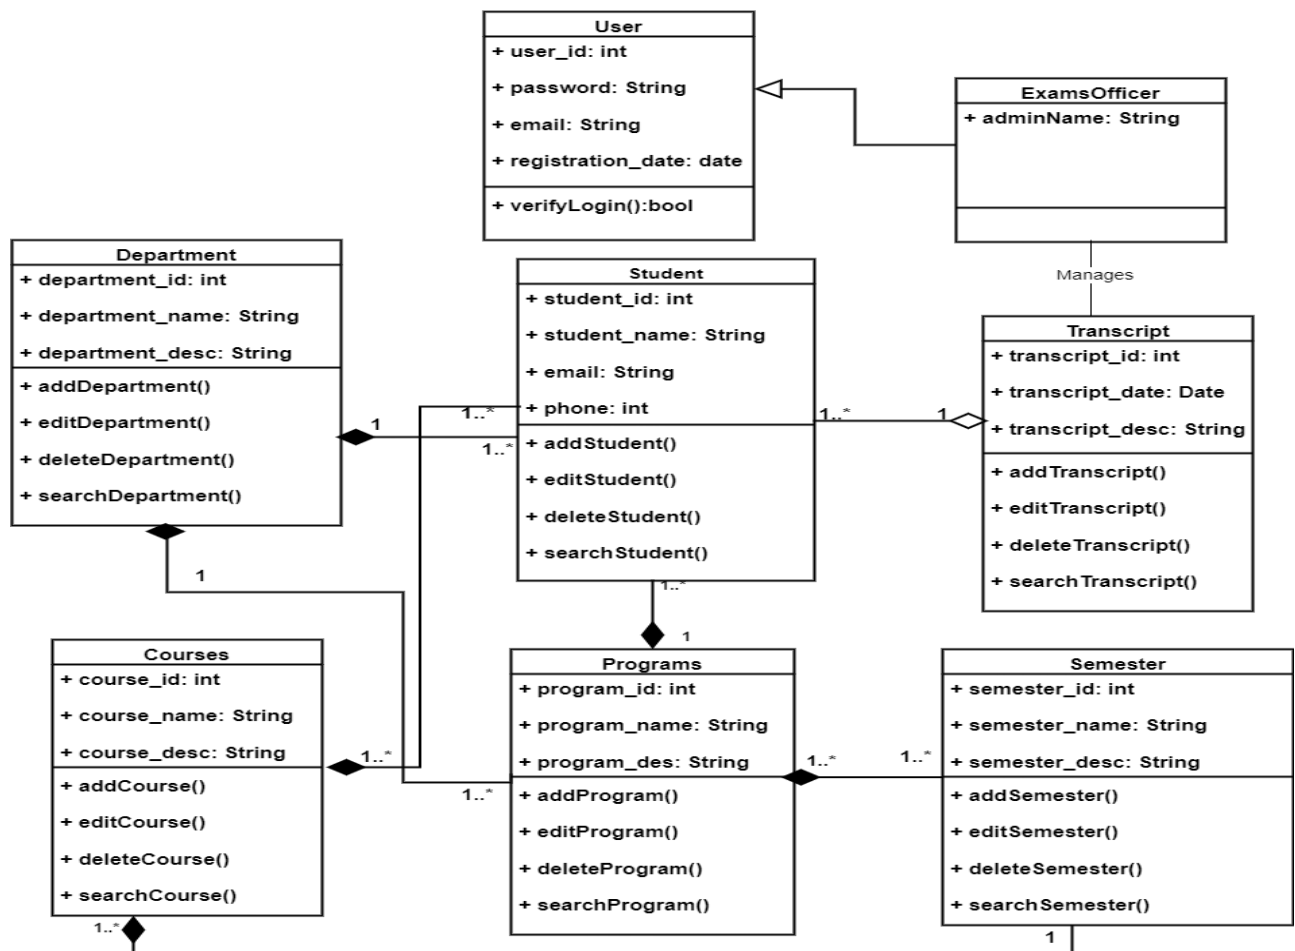 User
+ user_id: int
+ password: String
+ email: String
+ registration_date: date
+ verifyLogin():bool
ExamsOfficer
+ adminName: String
Manages
Department
+ department_id: int
+ department_name: String
+ department_desc: String
+ addDepartment()
+ editDepartment()
+ deleteDepartment()
+ searchDepartment()
1
1..*
1..*
Student
+ student_id: int
+ student_name: String
+ email: String
+ phone: int
+ addStudent()
+ editStudent()
+ deleteStudent()
+ searchStudent()
1..*
1
Transcript
+ transcript_id: int
+ transcript_date: Date
+ transcript_desc: String
+ addTranscript()
+ editTranscript()
+ deleteTranscript()
+ searchTranscript()
1
1..*
1
Courses
+ course_id: int
+ course_name: String
+ course_desc: String
+ addCourse()
+ editCourse()
+ deleteCourse()
+ searchCourse()
1..*
1..*
1..*
Programs
+ program_id: int
+ program_name: String
+ program_des: String
+ addProgram()
+ editProgram()
+ deleteProgram()
+ searchProgram()
1..*
1..*
Semester
+ semester_id: int
+ semester_name: String
+ semester_desc: String
+ addSemester()
+ editSemester()
+ deleteSemester()
+ searchSemester()
1